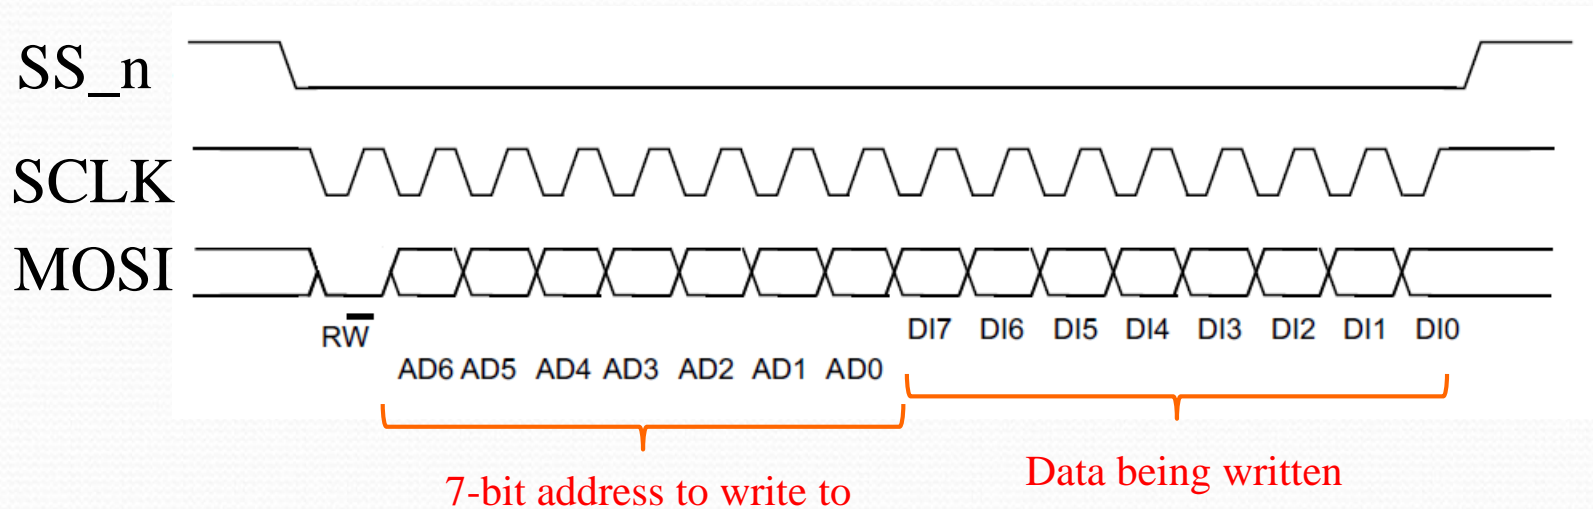 SS_n
SCLK
MOSI
RW̅
DI7 DI6 DI5 DI4 DI3 DI2 DI1 DI0
AD6 AD5 AD4 AD3 AD2 AD1 AD0
Data being written
7-bit address to write to